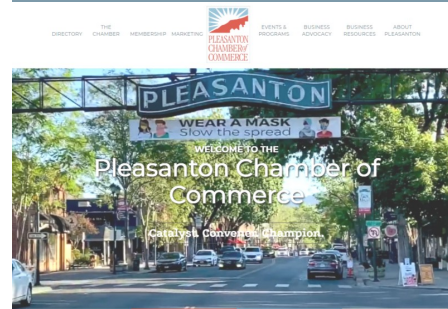 DIRECTORY
THE
CHAMBER
MEMBERSHIP
MARKETING
PLEASANTON
CHAMBER of
COMMERCE
EVENTS &
PROGRAMS
BUSINESS
ADVOCACY
BUSINESS
RESOURCES
ABOUT
PLEASANTON
PLEASANTON
WEAR A MASK
Slow the spread
WELCOME TO THE
Pleasanton Chamber of
Commerce
Catalyst. Convener. Champion.